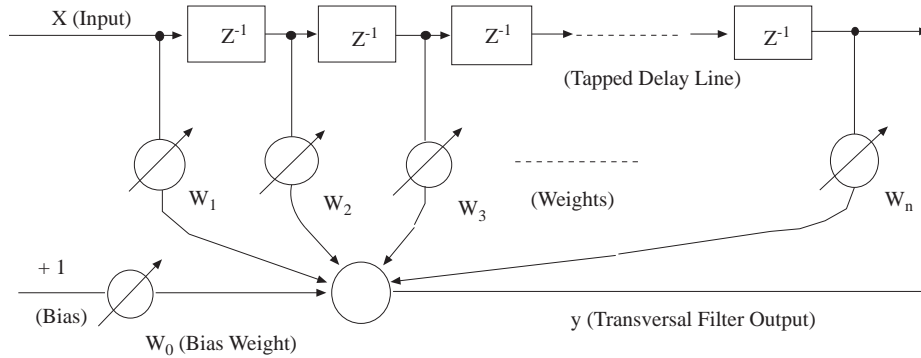 X (Input)
Z-1 Z-1 Z-1 Z-1
(Tapped Delay Line)
W1 W2 W3 (Weights) Wn
+ 1
(Bias)
W0 (Bias Weight)
y (Transversal Filter Output)